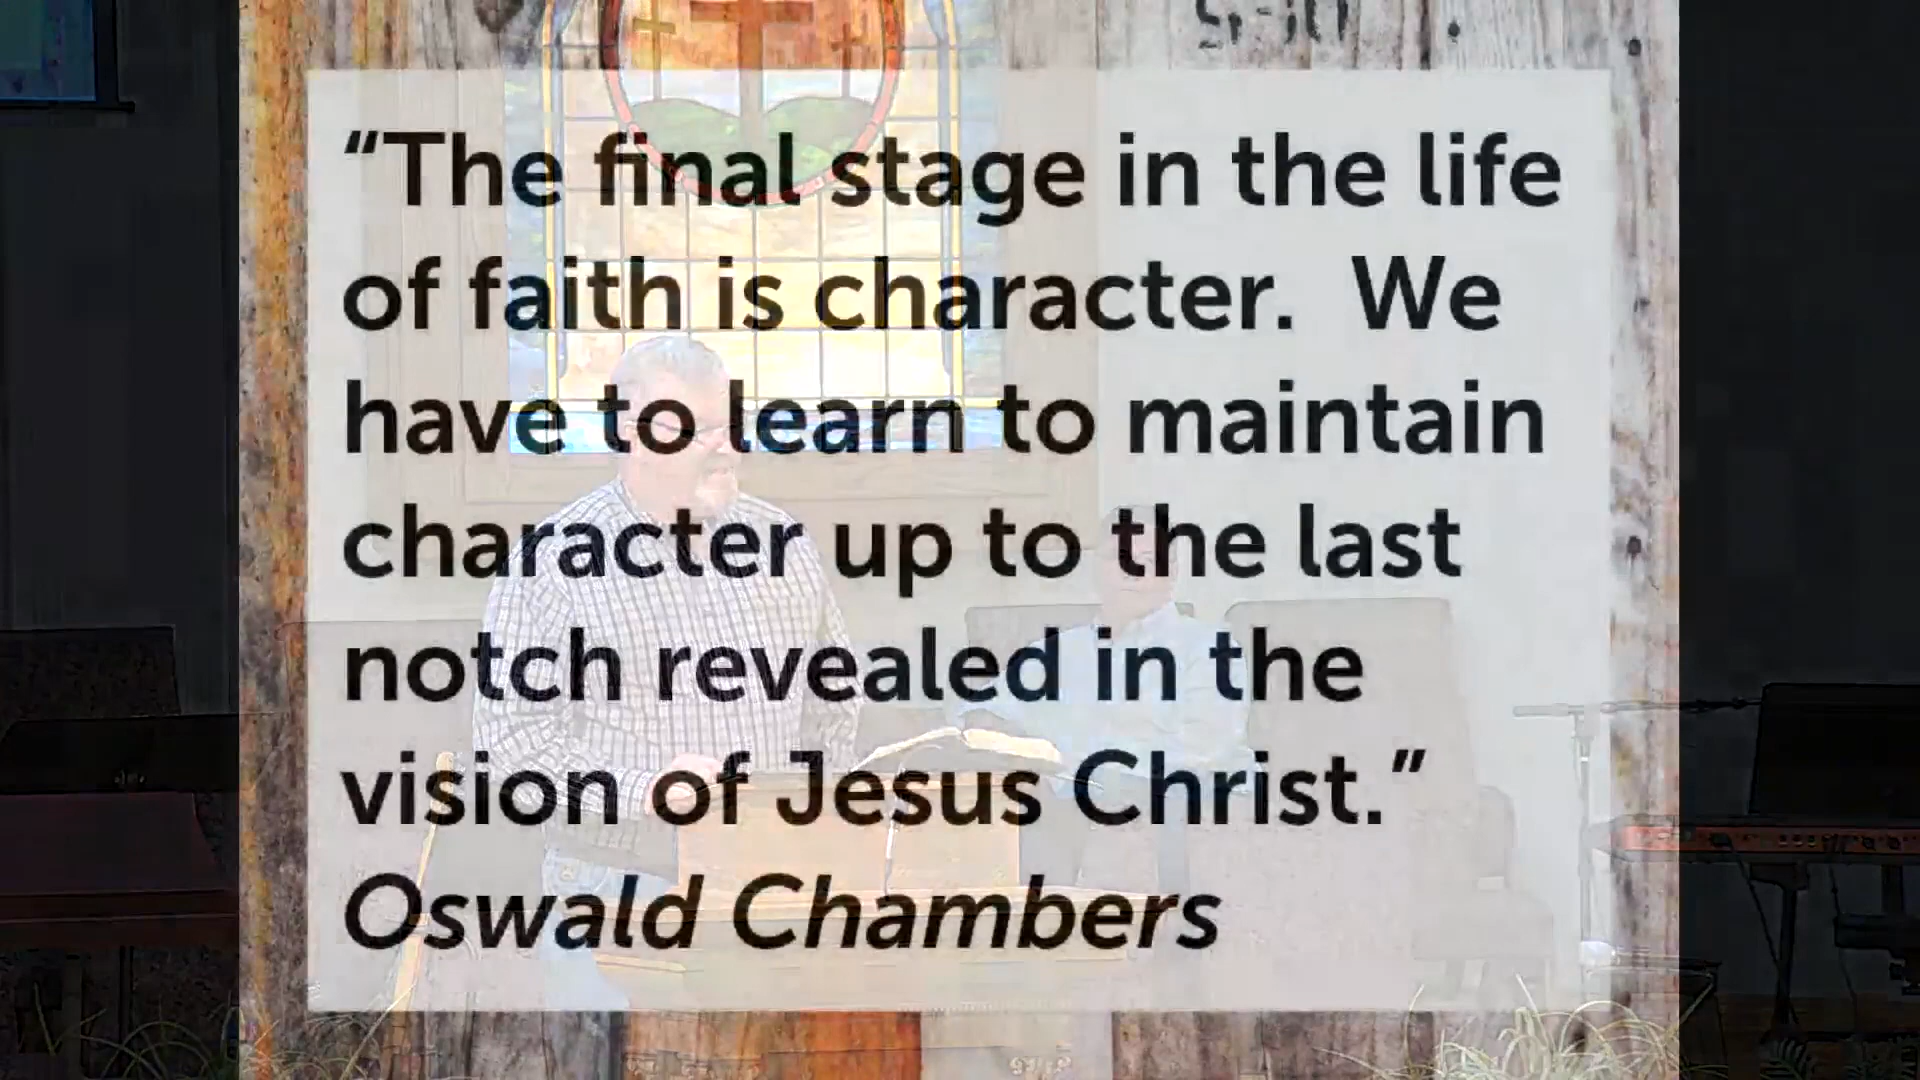 “The final stage in the life
of faith is character.  We
have to learn to maintain
character up to the last
notch revealed in the
vision of Jesus Christ.”
Oswald Chambers